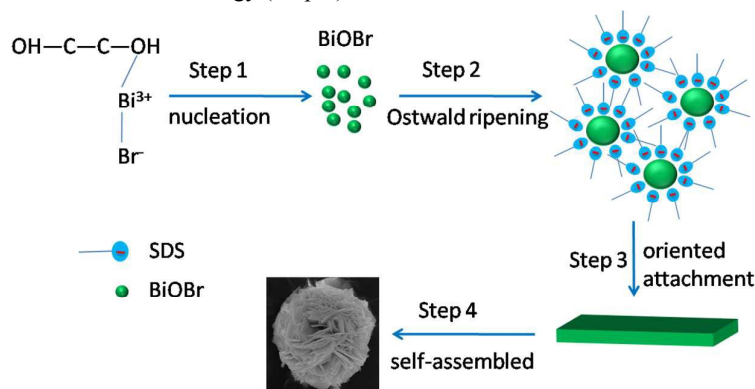 OH–C–C–OH
Bi³⁺
Br⁻
Step 1
nucleation
BiOBr
Step 2
Ostwald ripening
Step 3
oriented
attachment
Step 4
self-assembled
SDS
BiOBr